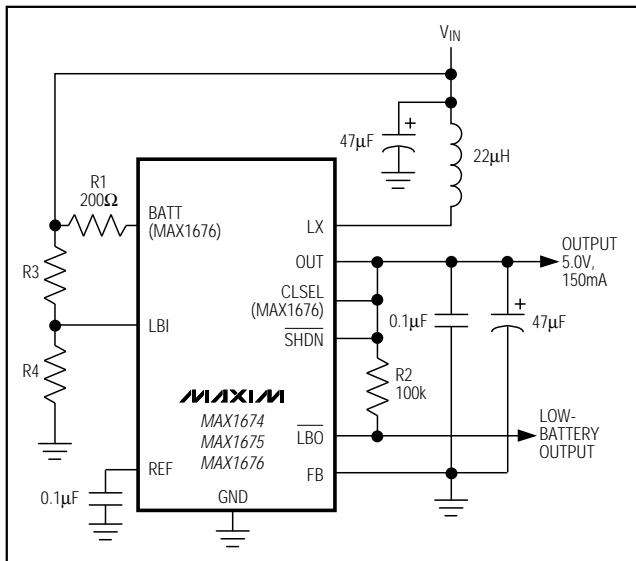 VIN
47µF
+
22µH
R1
200Ω
BATT
(MAX1676)
LX
OUTPUT
5.0V,
150mA
OUT
R3
CLSEL
(MAX1676)
0.1µF
+
47µF
LBI
SHDN
R4
R2
100k
MAXIM
MAX1674
MAX1675
MAX1676
LBO
LOW-
BATTERY
OUTPUT
REF
FB
0.1µF
GND